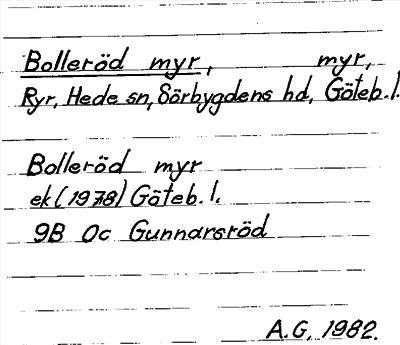 Bolleröd myr, myr,
Ryr, Hede sn, Sörbygdens hd, Göteb. l.
Bolleröd myr
ek (1978) Göteb. l.
9B 0c Gunnarsröd
A.G. 1982.